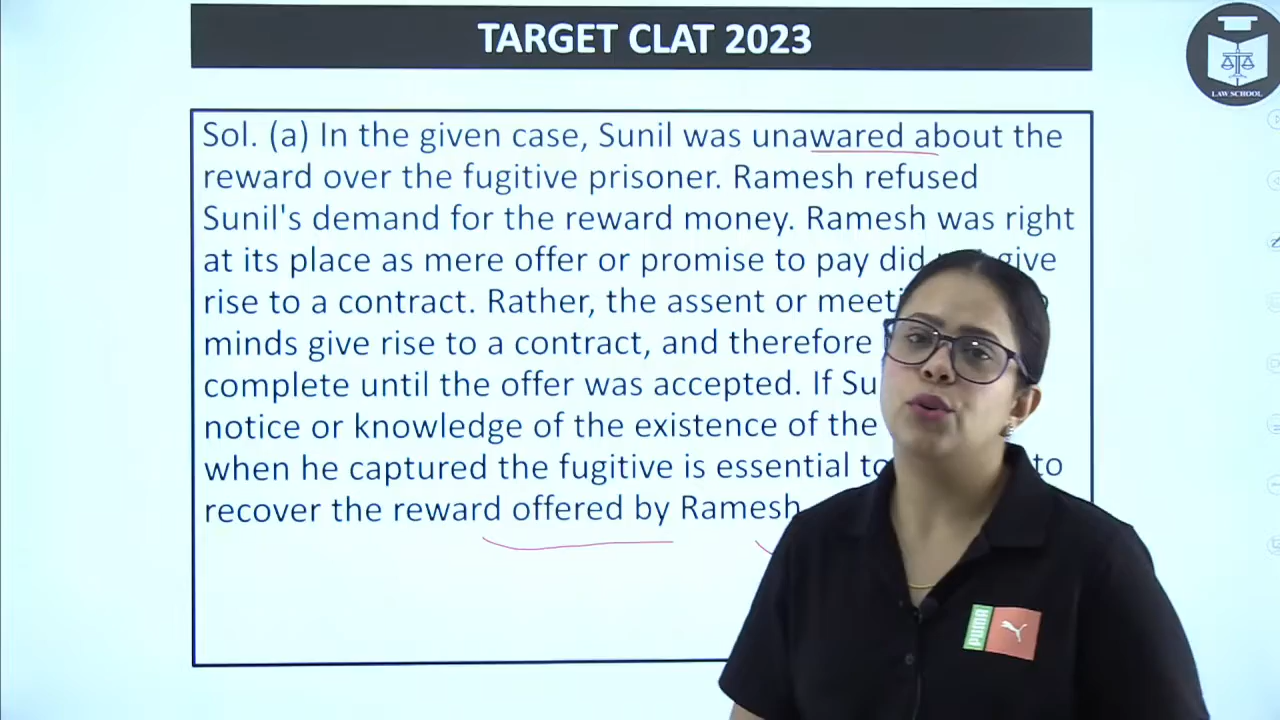 TARGET CLAT 2023
LAW SCHOOL
Sol. (a) In the given case, Sunil was unawared about the
reward over the fugitive prisoner. Ramesh refused
Sunil's demand for the reward money. Ramesh was right
at its place as mere offer or promise to pay did give
rise to a contract. Rather, the assent or
minds give rise to a contract, and therefore
complete until the offer was accepted. If
notice or knowledge of the existence of the
when he captured the fugitive is essential to
recover the reward offered by Ramesh
PUMA